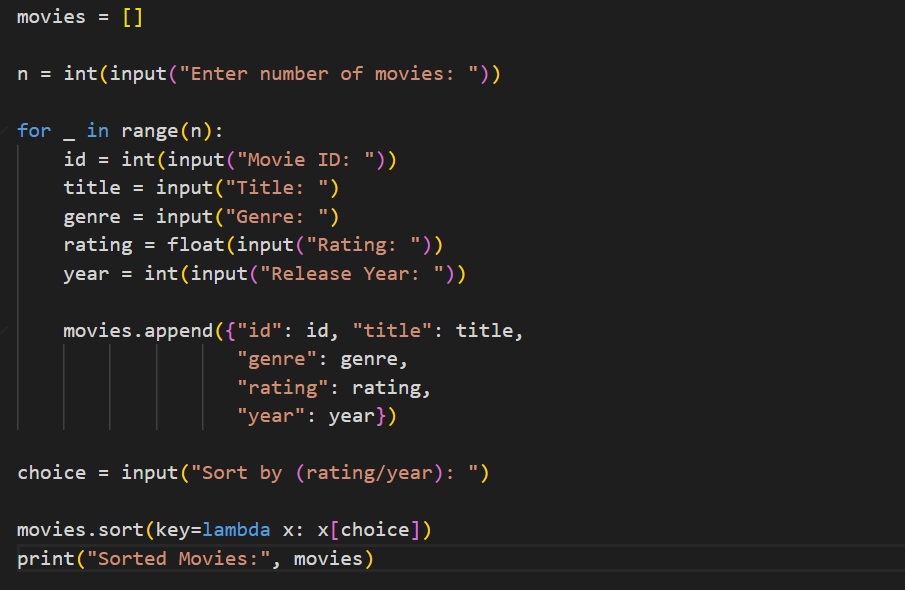 movies = []
n = int(input("Enter number of movies: "))
for _ in range(n):
    id = int(input("Movie ID: "))
    title = input("Title: ")
    genre = input("Genre: ")
    rating = float(input("Rating: "))
    year = int(input("Release Year: "))
    movies.append({"id": id, "title": title,
                   "genre": genre,
                   "rating": rating,
                   "year": year})
choice = input("Sort by (rating/year): ")
movies.sort(key=lambda x: x[choice])
print("Sorted Movies:", movies)